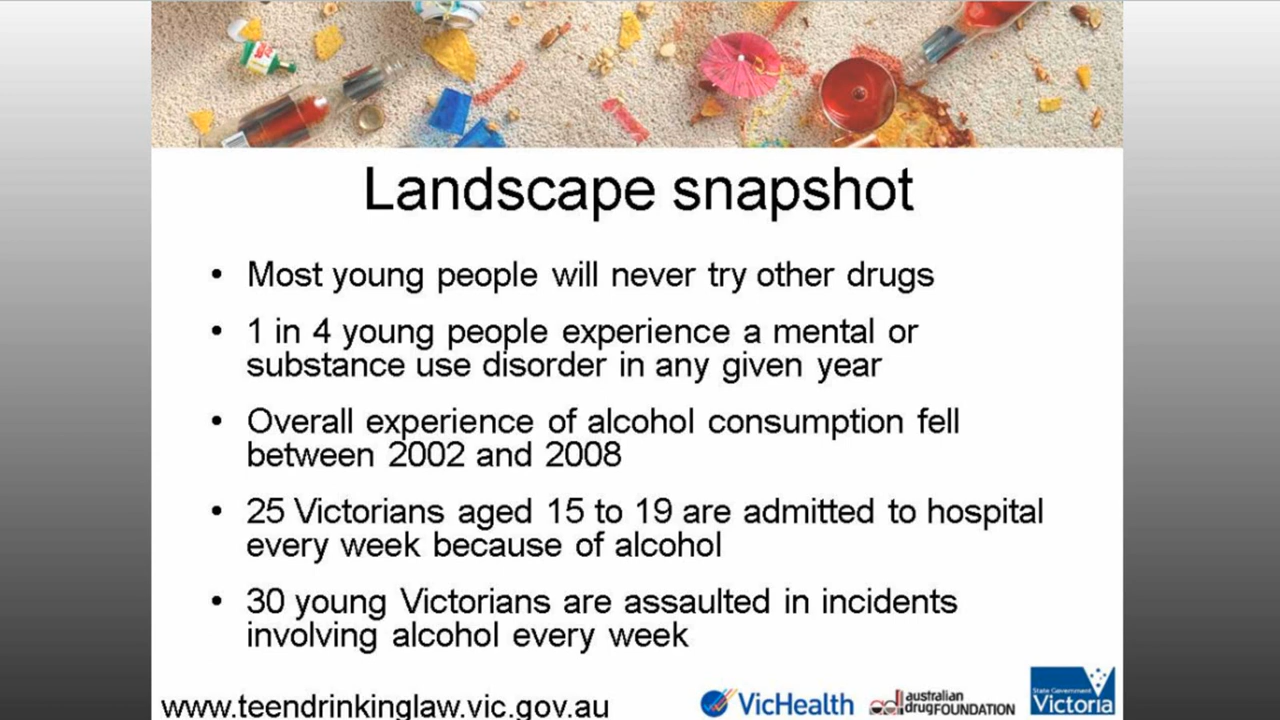 Landscape snapshot
• Most young people will never try other drugs
• 1 in 4 young people experience a mental or
substance use disorder in any given year
• Overall experience of alcohol consumption fell
between 2002 and 2008
• 25 Victorians aged 15 to 19 are admitted to hospital
every week because of alcohol
• 30 young Victorians are assaulted in incidents
involving alcohol every week
www.teendrinkinglaw.vic.gov.au
VicHealth
adf
australian
drugFOUNDATION
State Government
Victoria